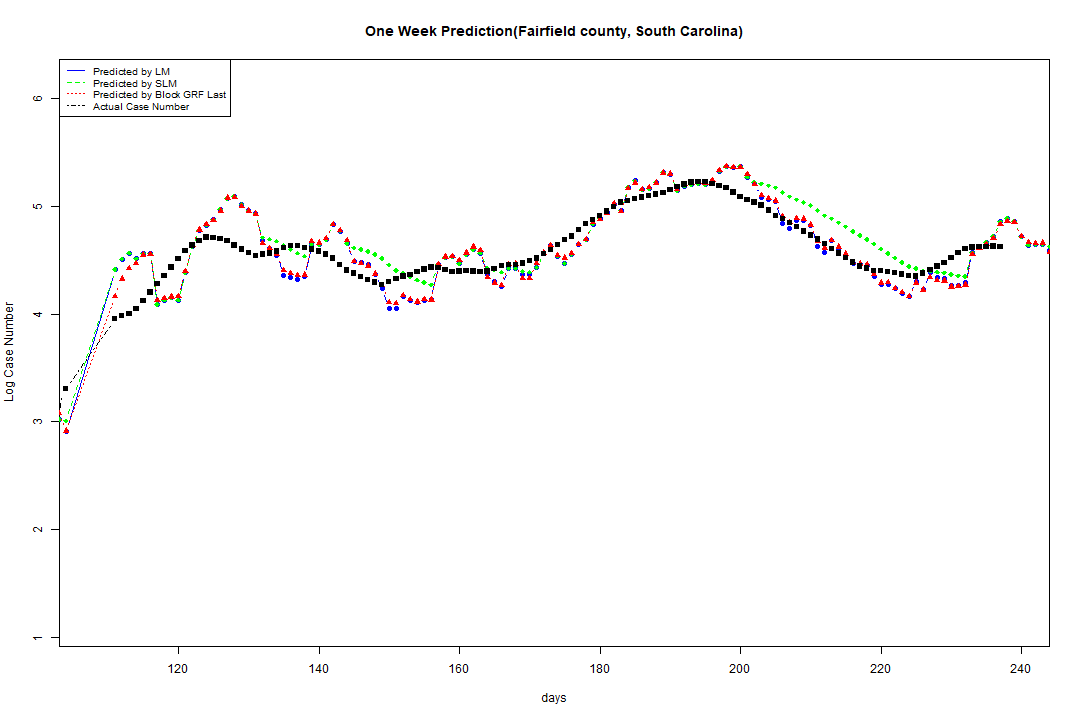 One Week Prediction(Fairfield county, South Carolina)
Predicted by LM
Predicted by SLM
Predicted by Block GRF Last
Actual Case Number
6
5
4
3
2
1
Log Case Number
120 140 160 180 200 220 240
days